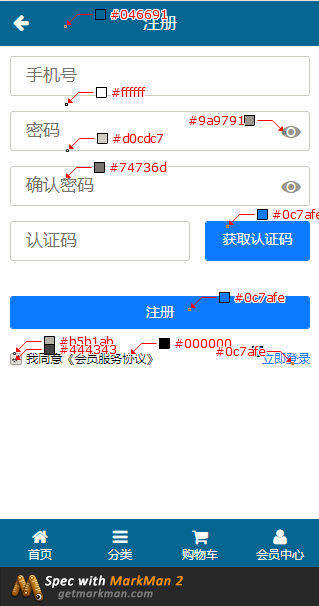 #046691
注册
手机号
#ffffff
#9a9791
密码
#d0cdc7
#74736d
确认密码
#0c7afe
认证码
获取认证码
#0c7afe
注册
#b5b1ab
#000000
#444343
#0c7afe
我同意《会员服务协议》
立即登录
首页
分类
购物车
会员中心
Spec with MarkMan 2
getmarkman.com